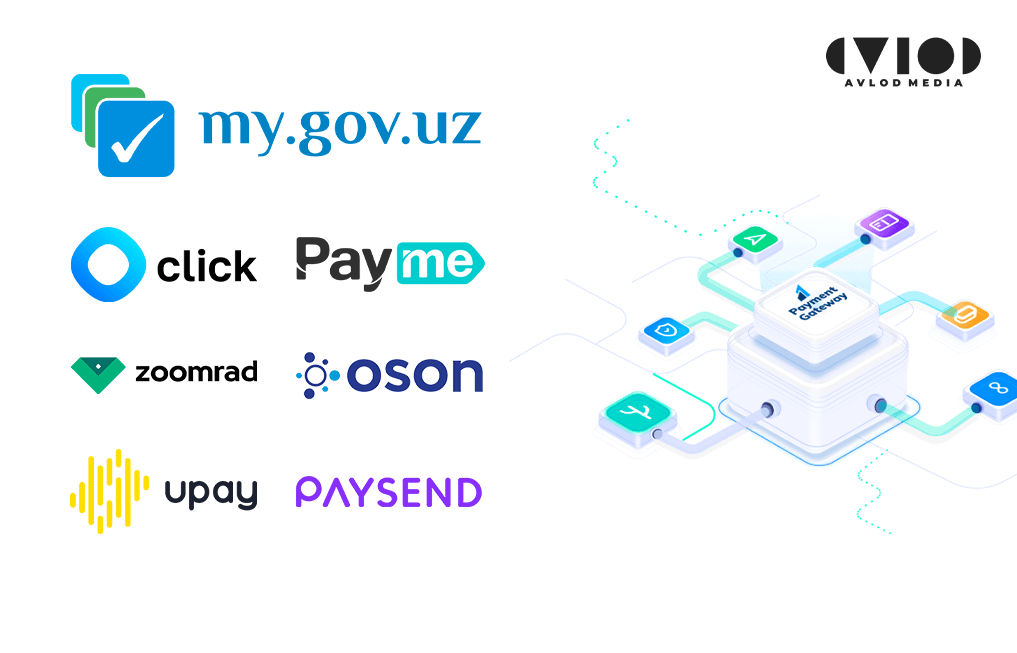 AVLOD MEDIA
my.gov.uz
click
Payme
zoomrad
oson
upay
PAYSEND
Payment
Gateway